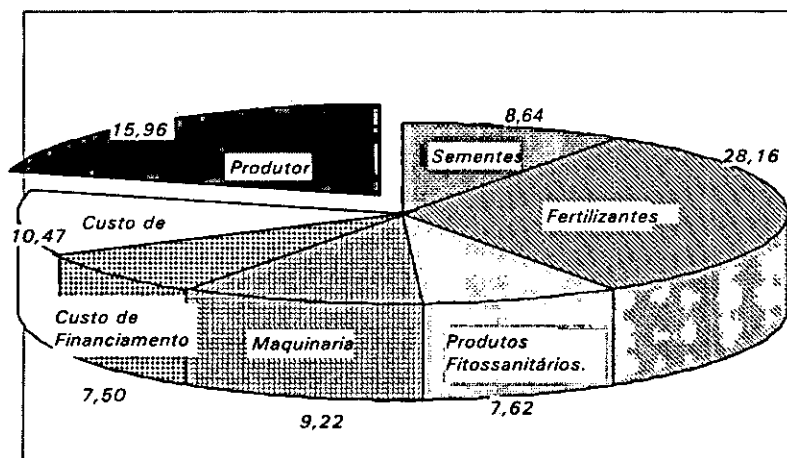 15,96
8,64
Produtor
Sementes
28,16
Custo de
Fertilizantes
10,47
Custo de
Financiamento
Maquinaria
Produtos
Fitossanitários.
7,50
9,22
7,62